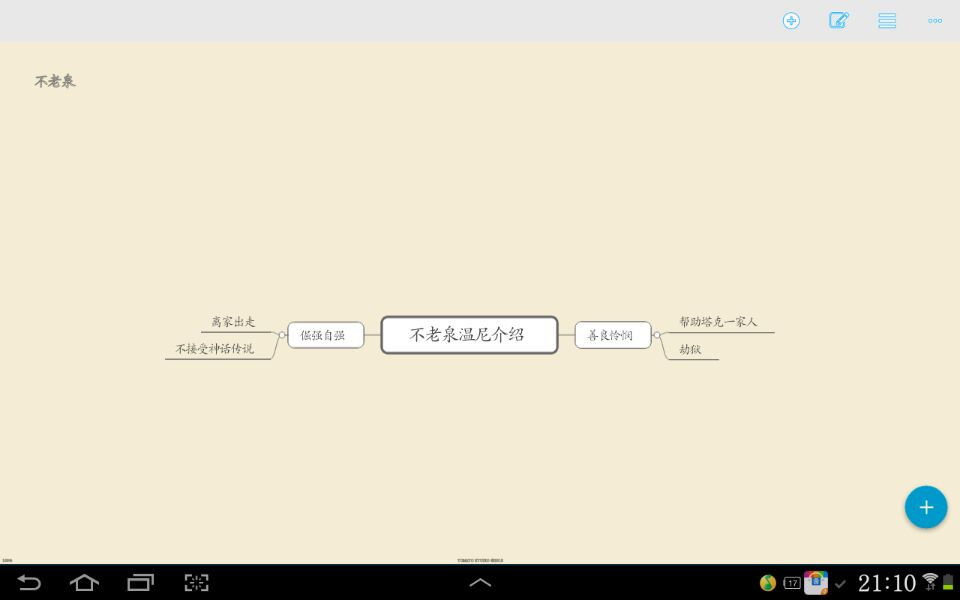 不老泉
离家出走
不接受神话传说
倔强自强
不老泉温尼介绍
善良怜悯
帮助塔克一家人
劫狱
17
21:10